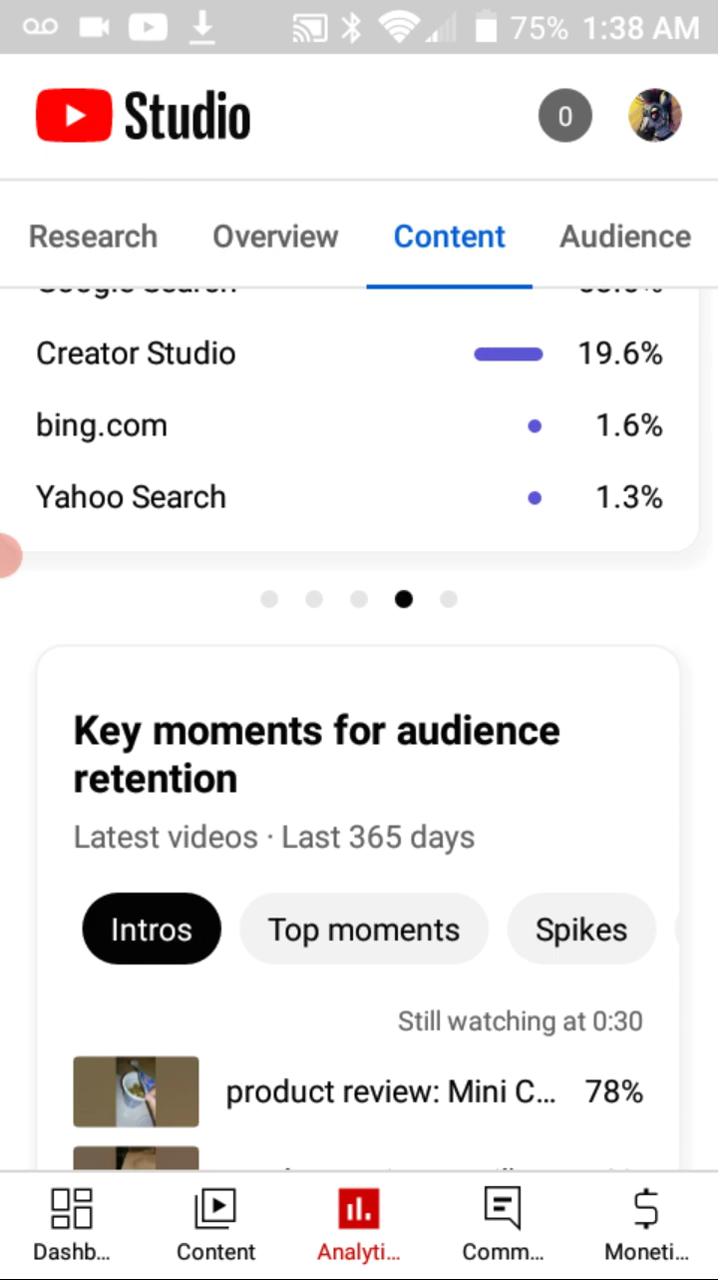 75% 1:38 AM
Studio
0
Research Overview Content Audience
Google Search
Creator Studio 19.6%
bing.com 1.6%
Yahoo Search 1.3%
Key moments for audience
retention
Latest videos · Last 365 days
Intros Top moments Spikes
Still watching at 0:30
product review: Mini C... 78%
Dashb... Content Analyti... Comm... Moneti...